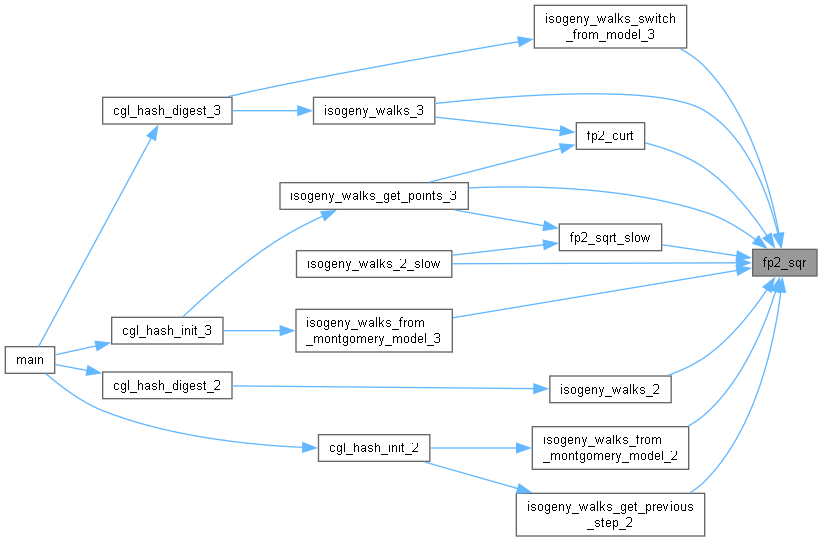 isogeny_walks_switch
_from_model_3
cgl_hash_digest_3
isogeny_walks_3
fp2_curt
isogeny_walks_get_points_3
fp2_sqrt_slow
isogeny_walks_2_slow
fp2_sqr
cgl_hash_init_3
isogeny_walks_from
_montgomery_model_3
main
cgl_hash_digest_2
isogeny_walks_2
cgl_hash_init_2
isogeny_walks_from
_montgomery_model_2
isogeny_walks_get_previous
_step_2